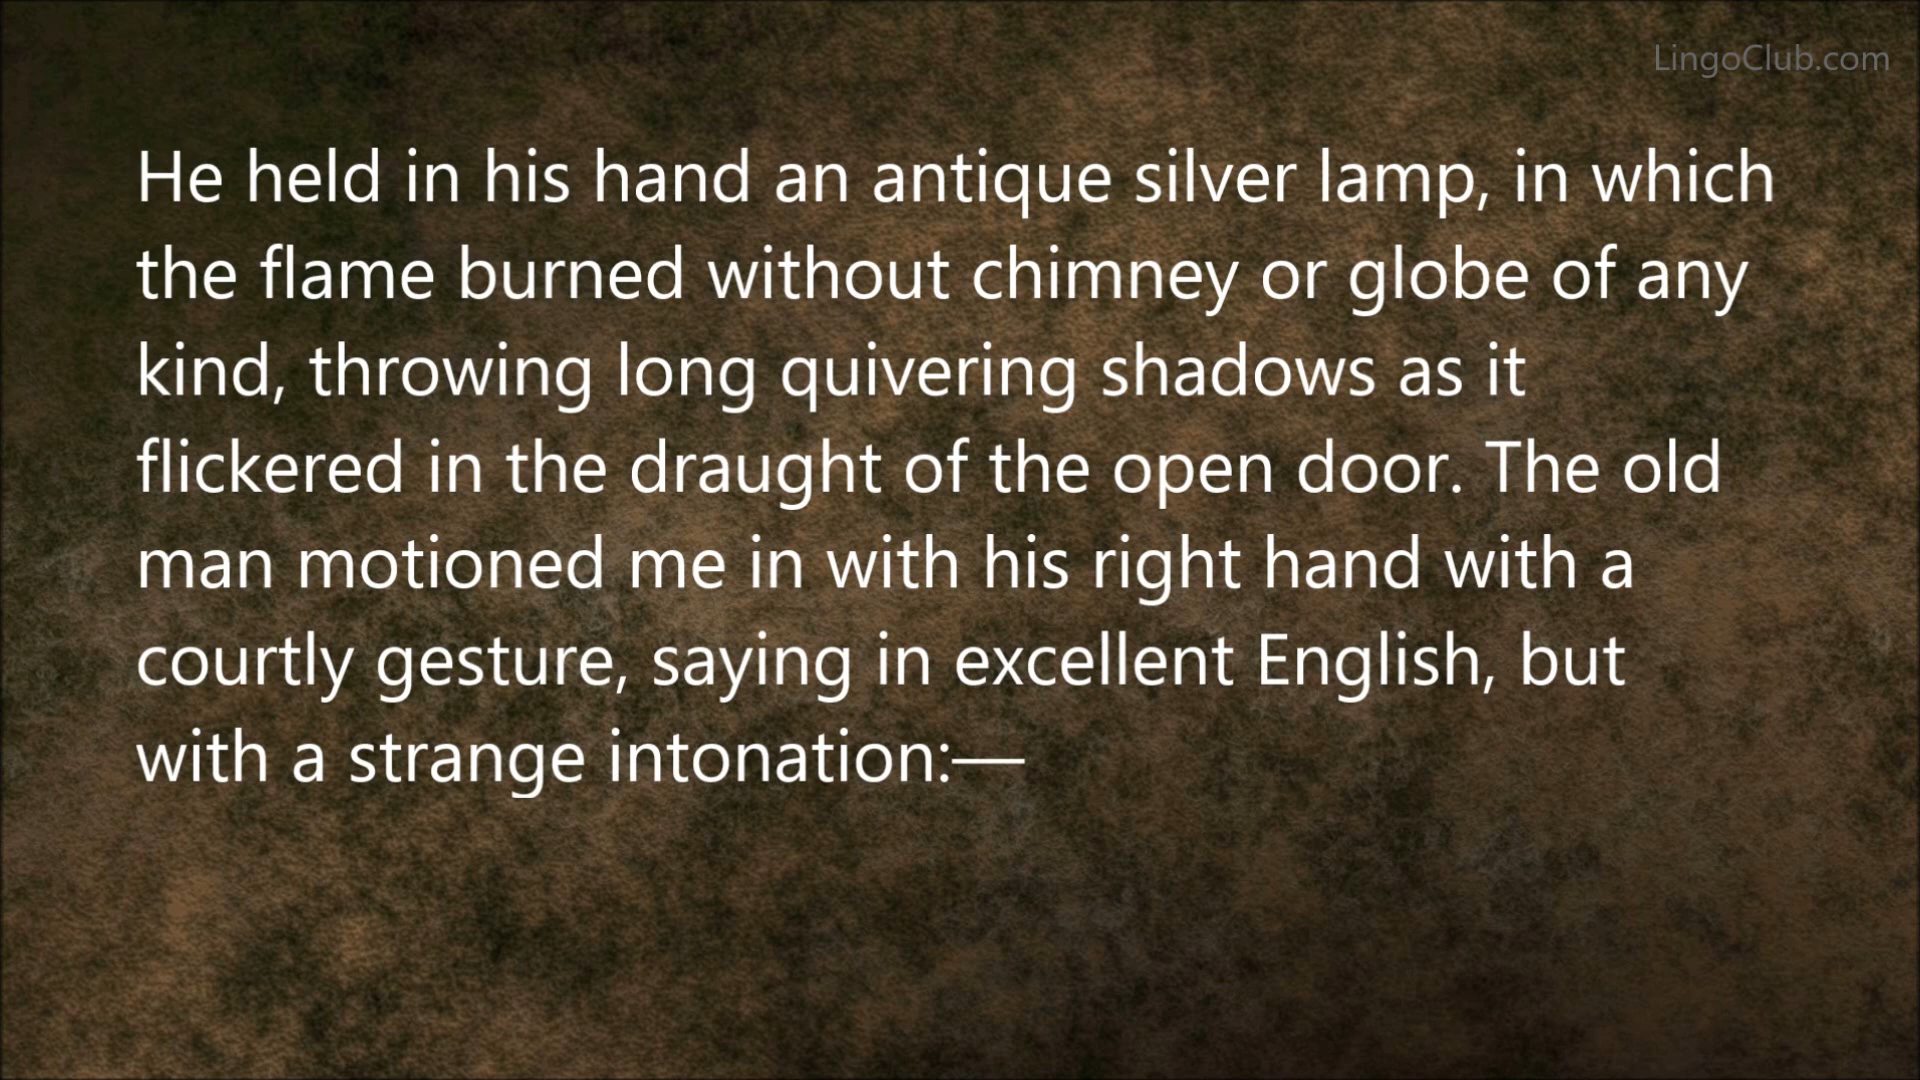 LingoClub.com
He held in his hand an antique silver lamp, in which
the flame burned without chimney or globe of any
kind, throwing long quivering shadows as it
flickered in the draught of the open door. The old
man motioned me in with his right hand with a
courtly gesture, saying in excellent English, but
with a strange intonation:—